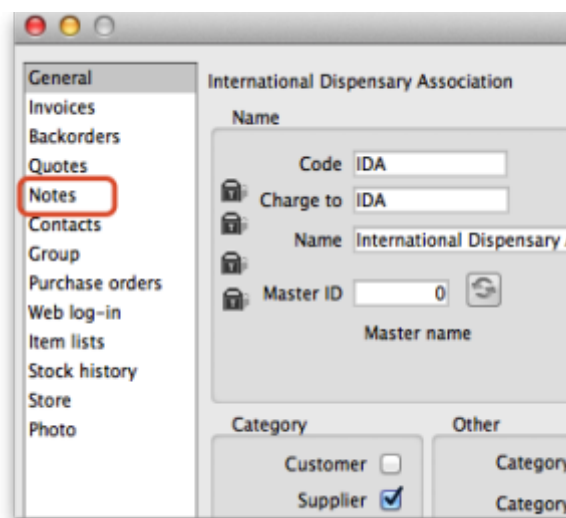 General
Invoices
Backorders
Quotes
Notes
Contacts
Group
Purchase orders
Web log-in
Item lists
Stock history
Store
Photo
International Dispensary Association
Name
Code IDA
Charge to IDA
Name International Dispensary
Master ID 0
Master name
Category
Customer
Supplier
Other
Category
Category